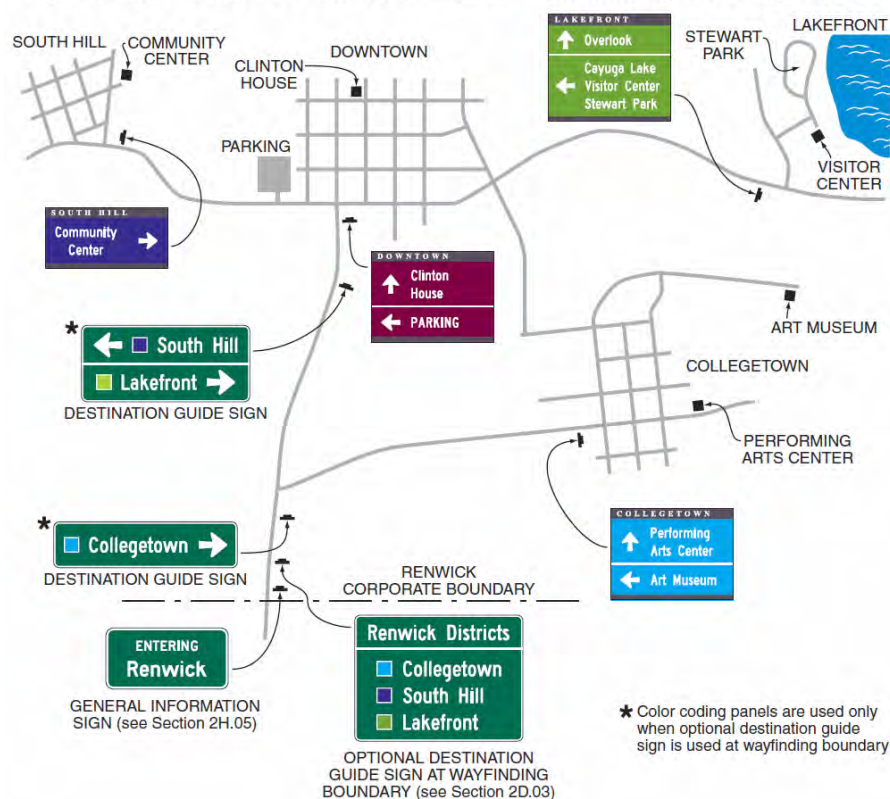 LAKEFRONT
Overlook
Cayuga Lake
Visitor Center
Stewart Park
STEWART
PARK
LAKEFRONT
SOUTH HILL
COMMUNITY
CENTER
DOWNTOWN
CLINTON
HOUSE
PARKING
VISITOR
CENTER
SOUTH HILL
Community
Center
DOWNTOWN
Clinton
House
PARKING
ART MUSEUM
* South Hill
Lakefront
DESTINATION GUIDE SIGN
COLLEGETOWN
PERFORMING
ARTS CENTER
* Collegetown
DESTINATION GUIDE SIGN
COLLEGETOWN
Performing
Arts Center
Art Museum
RENWICK
CORPORATE BOUNDARY
ENTERING
Renwick
GENERAL INFORMATION
SIGN (see Section 2H.05)
Renwick Districts
Collegetown
South Hill
Lakefront
OPTIONAL DESTINATION
GUIDE SIGN AT WAYFINDING
BOUNDARY (see Section 2D.03)
* Color coding panels are used only
when optional destination guide
sign is used at wayfinding boundary